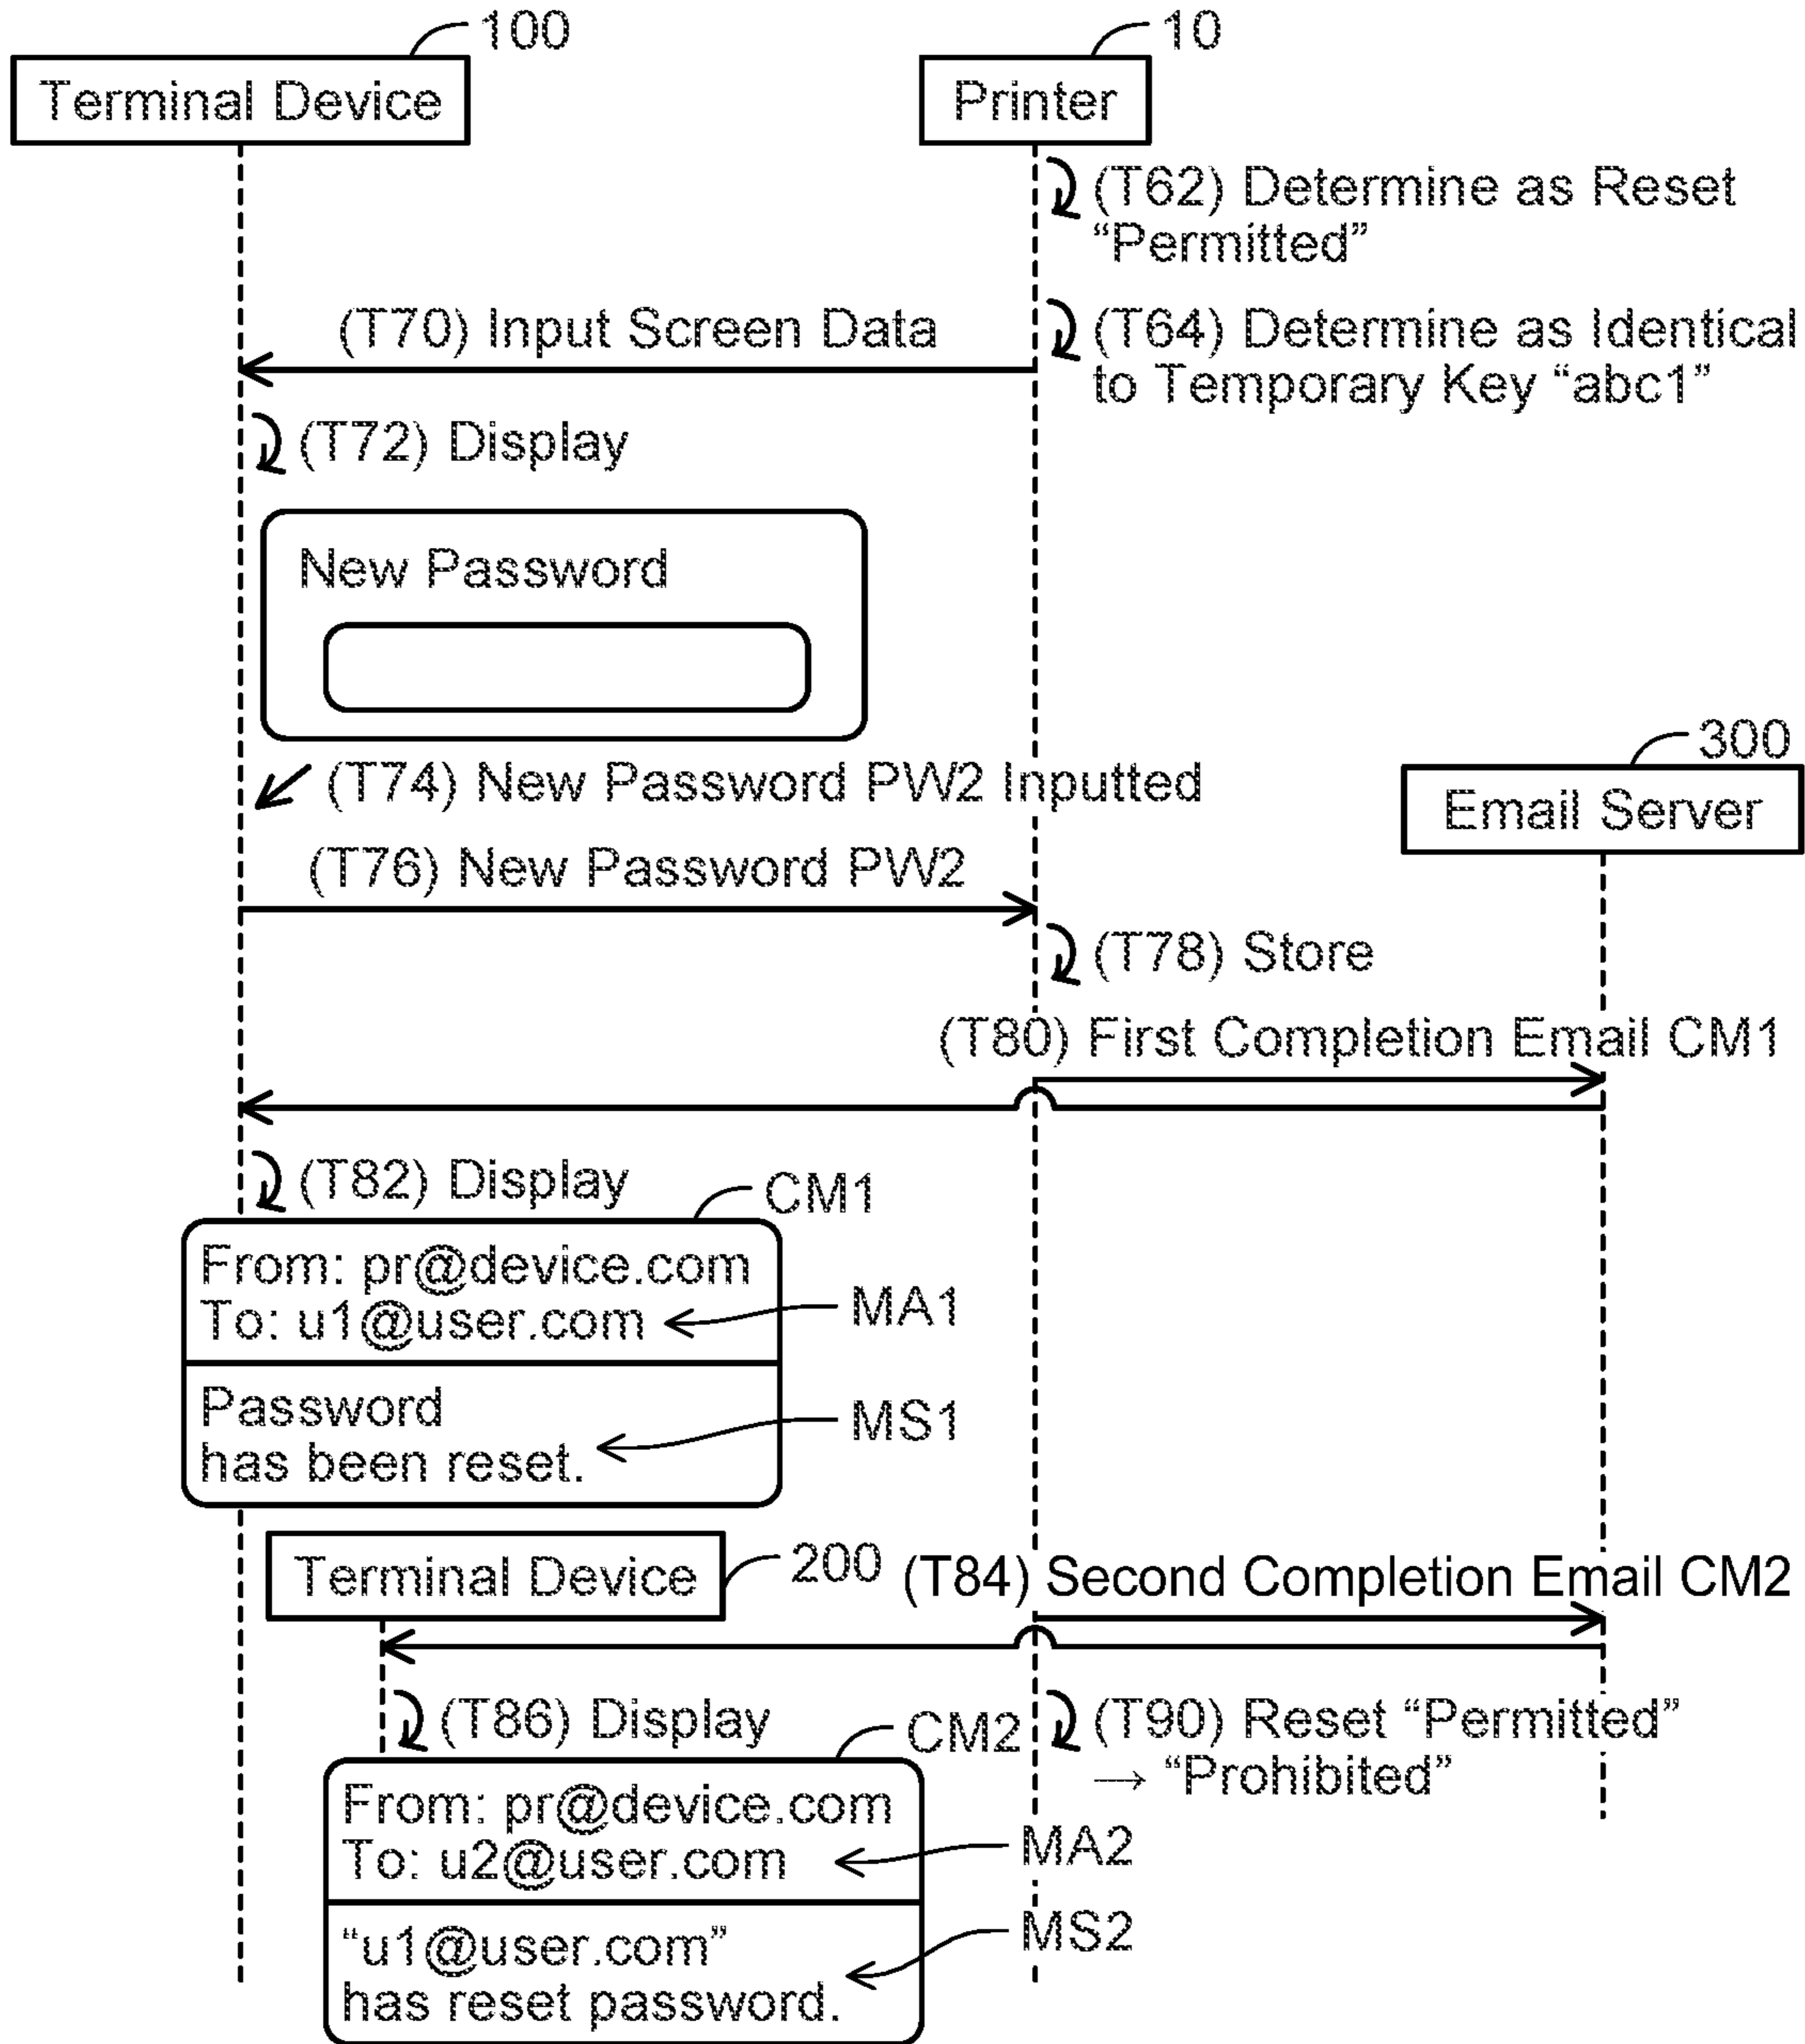 100
10
Terminal Device
Printer
(T62) Determine as Reset
“Permitted”
(T70) Input Screen Data
(T64) Determine as Identical
to Temporary Key “abc1”
(T72) Display
New Password
(T74) New Password PW2 Inputted
300
Email Server
(T76) New Password PW2
(T78) Store
(T80) First Completion Email CM1
(T82) Display
CM1
From: pr@device.com
To: u1@user.com
MA1
Password
has been reset.
MS1
Terminal Device
200
(T84) Second Completion Email CM2
(T86) Display
CM2
(T90) Reset “Permitted”
→ “Prohibited”
From: pr@device.com
To: u2@user.com
MA2
“u1@user.com”
has reset password.
MS2